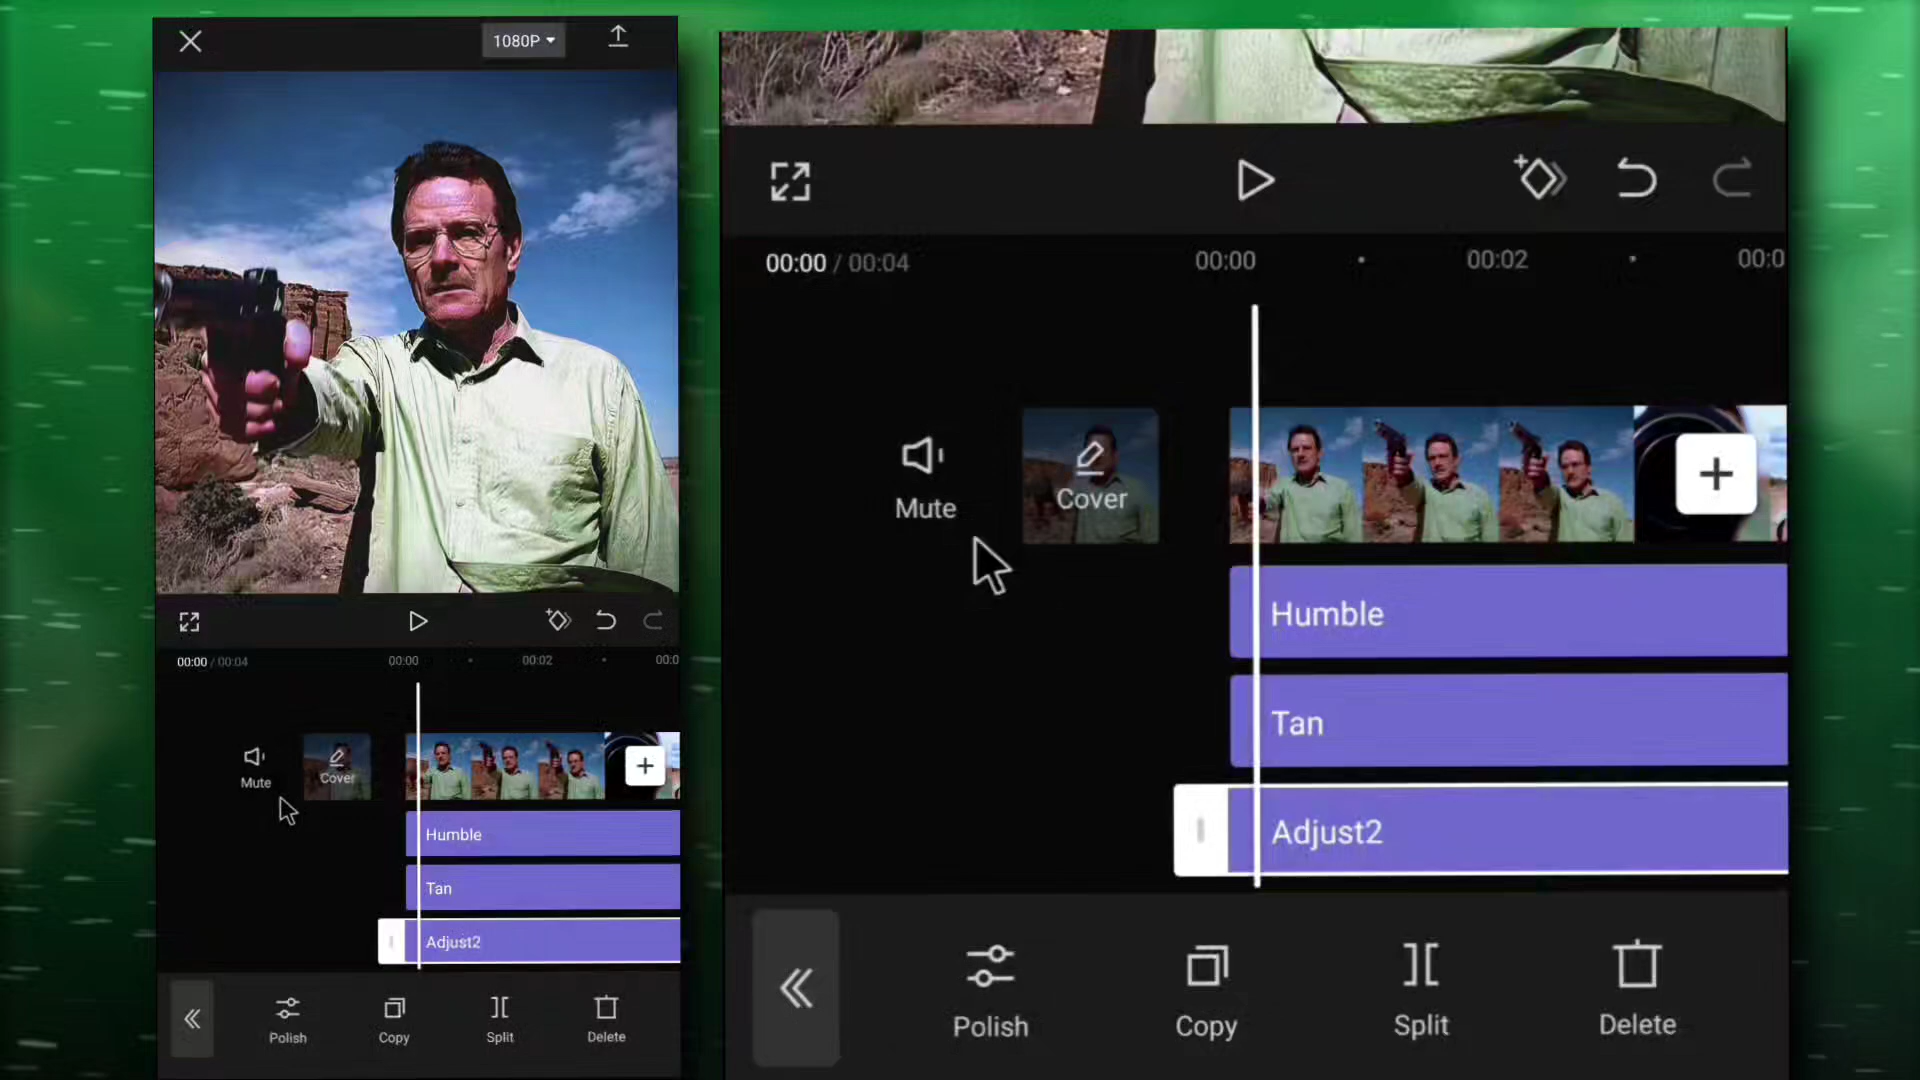 1080P
00:00 / 00:04
00:00
00:02
00:0
Mute
Cover
Humble
Tan
Adjust2
Polish
Copy
Split
Delete
00:00 / 00:04
00:00
00:02
00:0
Mute
Cover
Humble
Tan
Adjust2
Polish
Copy
Split
Delete